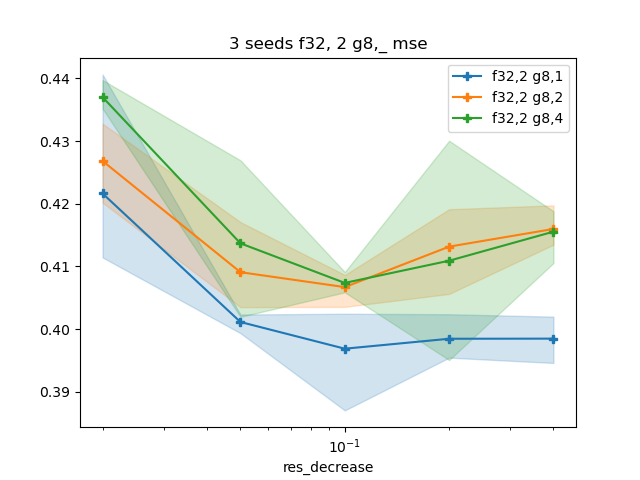 3 seeds f32, 2 g8,_ mse
0.44
0.43
0.42
0.41
0.40
0.39
f32,2 g8,1
f32,2 g8,2
f32,2 g8,4
10⁻¹
res_decrease